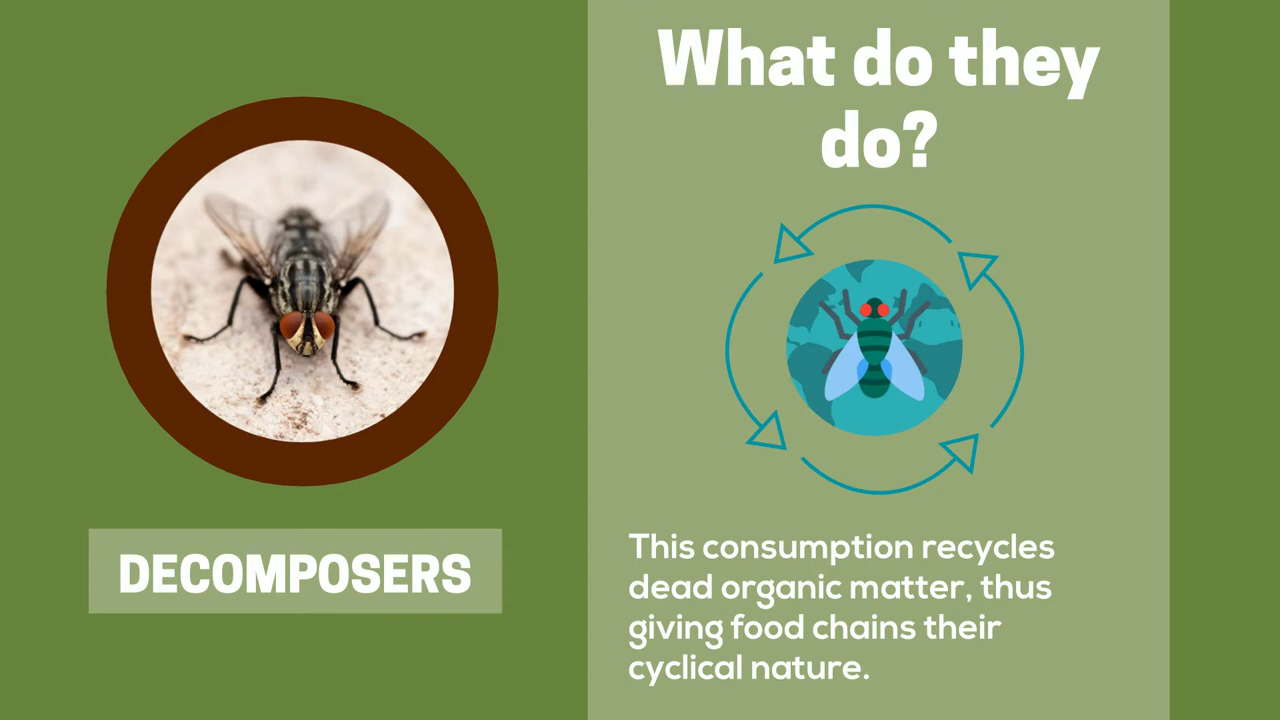 What do they
do?
DECOMPOSERS
This consumption recycles
dead organic matter, thus
giving food chains their
cyclical nature.